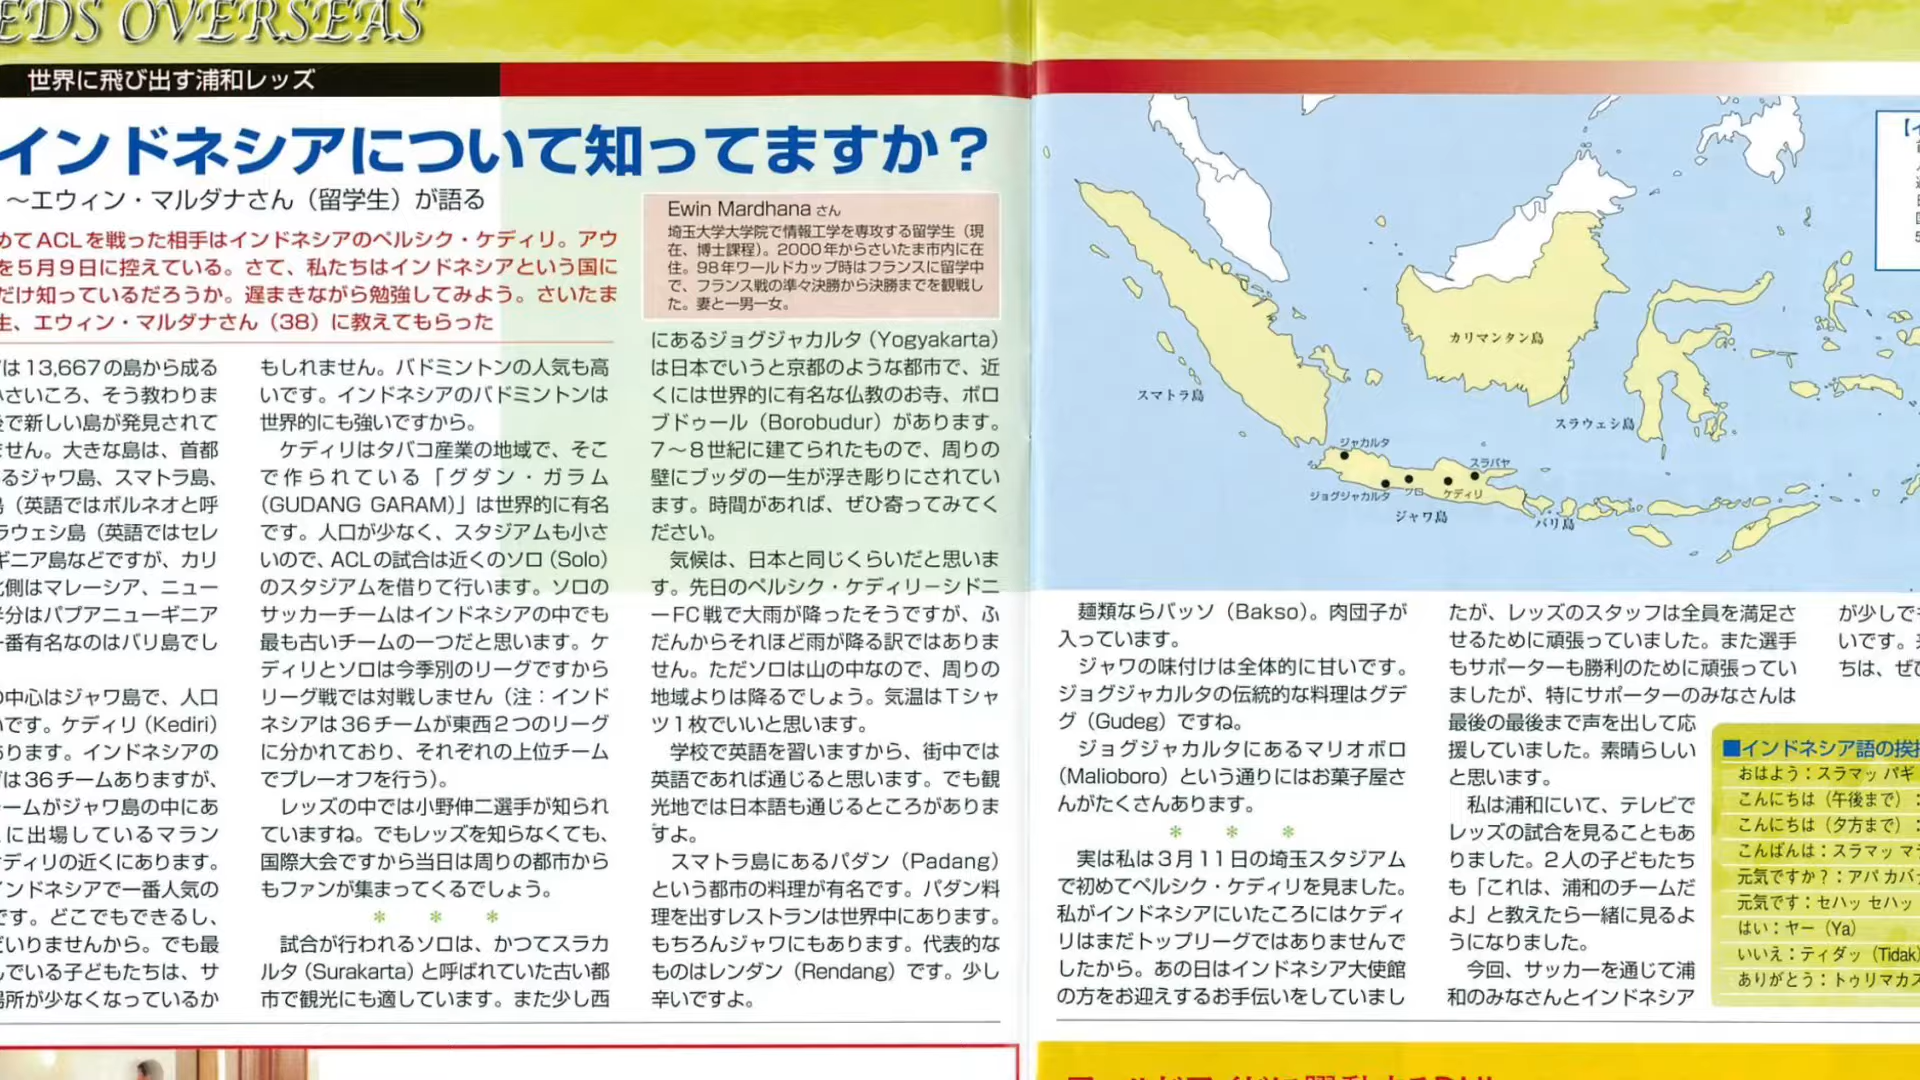 EDS OVERSEAS
世界に飛び出す浦和レッズ
インドネシアについて知ってますか？
～エウィン・マルダナさん（留学生）が語る
めてACLを戦った相手はインドネシアのペルシク・ケディリ。アウ
を5月9日に控えている。さて、私たちはインドネシアという国に
だけ知っているだろうか。遅まきながら勉強してみよう。さいたま
生、エウィン・マルダナさん（38）に教えてもらった
Ewin Mardhana さん
埼玉大学大学院で情報工学を専攻する留学生（現
在、博士課程）。2000年からさいたま市内に在
住。98年ワールドカップ時はフランスに留学中
で、フランス戦の準々決勝から決勝までを観戦し
た。妻と一男一女。
は13,667の島から成る
小さいころ、そう教わりま
後で新しい島が発見されて
ません。大きな島は、首都
るジャワ島、スマトラ島、
島（英語ではボルネオと呼
ラウェシ島（英語ではセレ
ギニア島などですが、カリ
北側はマレーシア、ニュー
半分はパプアニューギニア
一番有名なのはバリ島でし
の中心はジャワ島で、人口
いです。ケディリ（Kediri）
あります。インドネシアの
は36チームありますが、
ームがジャワ島の中にあ
に出場しているマラン
ディリの近くにあります。
インドネシアで一番人気の
です。どこでもできるし、
どいりませんから。でも最
んでいる子どもたちは、サ
場所が少なくなっているか
もしれません。バドミントンの人気も高
いです。インドネシアのバドミントンは
世界的にも強いですから。
ケディリはタバコ産業の地域で、そこ
で作られている「グダン・ガラム
（GUDANG GARAM）」は世界的に有名
です。人口が少なく、スタジアムも小さ
いので、ACLの試合は近くのソロ（Solo）
のスタジアムを借りて行います。ソロの
サッカーチームはインドネシアの中でも
最も古いチームの一つだと思います。ケ
ディリとソロは今季別のリーグですから
リーグ戦では対戦しません（注：インド
ネシアは36チームが東西2つのリーグ
に分かれており、それぞれの上位チーム
でプレーオフを行う）。
レッズの中では小野伸二選手が知られ
ていますね。でもレッズを知らなくても、
国際大会ですから当日は周りの都市から
もファンが集まってくるでしょう。
＊　＊　＊
試合が行われるソロは、かつてスラカ
ルタ（Surakarta）と呼ばれていた古い都
市で観光にも適しています。また少し西
にあるジョグジャカルタ（Yogyakarta）
は日本でいうと京都のような都市で、近
くには世界的に有名な仏教のお寺、ボロ
ブドゥール（Borobudur）があります。
7～8世紀に建てられたもので、周りの
壁にブッダの一生が浮き彫りにされてい
ます。時間があれば、ぜひ寄ってみてく
ださい。
気候は、日本と同じくらいだと思いま
す。先日のペルシク・ケディリーシドニ
ーFC戦で大雨が降ったそうですが、ふ
だんからそれほど雨が降る訳ではありま
せん。ただソロは山の中なので、周りの
地域よりは降るでしょう。気温はTシャ
ツ1枚でいいと思います。
学校で英語を習いますから、街中では
英語であれば通じると思います。でも観
光地では日本語も通じるところがありま
すよ。
スマトラ島にあるパダン（Padang）
という都市の料理が有名です。パダン料
理を出すレストランは世界中にあります。
もちろんジャワにもあります。代表的な
ものはレンダン（Rendang）です。少し
辛いですよ。
カリマンタン島
スマトラ島
スラウェシ島
ジャカルタ
スラバヤ
ジョグジャカルタ
ソロ
ケディリ
ジャワ島
バリ島
麺類ならバッソ（Bakso）。肉団子が
入っています。
ジャワの味付けは全体的に甘いです。
ジョグジャカルタの伝統的な料理はグデ
グ（Gudeg）ですね。
ジョグジャカルタにあるマリオボロ
（Malioboro）という通りにはお菓子屋さ
んがたくさんあります。
＊　＊　＊
実は私は3月11日の埼玉スタジアム
で初めてペルシク・ケディリを見ました。
私がインドネシアにいたころにはケディ
リはまだトップリーグではありませんで
したから。あの日はインドネシア大使館
の方をお迎えするお手伝いをしていまし
たが、レッズのスタッフは全員を満足さ
せるために頑張っていました。また選手
もサポーターも勝利のために頑張ってい
ましたが、特にサポーターのみなさんは
最後の最後まで声を出して応
援していました。素晴らしい
と思います。
私は浦和にいて、テレビで
レッズの試合を見ることもあ
りました。2人の子どもたち
も「これは、浦和のチームだ
よ」と教えたら一緒に見るよ
うになりました。
今回、サッカーを通じて浦
和のみなさんとインドネシア
が少しで
いです。
ちは、ぜひ
■インドネシア語の挨拶
おはよう：スラマッ パギ
こんにちは（午後まで）：
こんにちは（夕方まで）：
こんばんは：スラマッ マ
元気ですか？：アパ カバ
元気です：セハッ セハッ
はい：ヤー（Ya）
いいえ：ティダッ（Tidak）
ありがとう：トゥリマカス